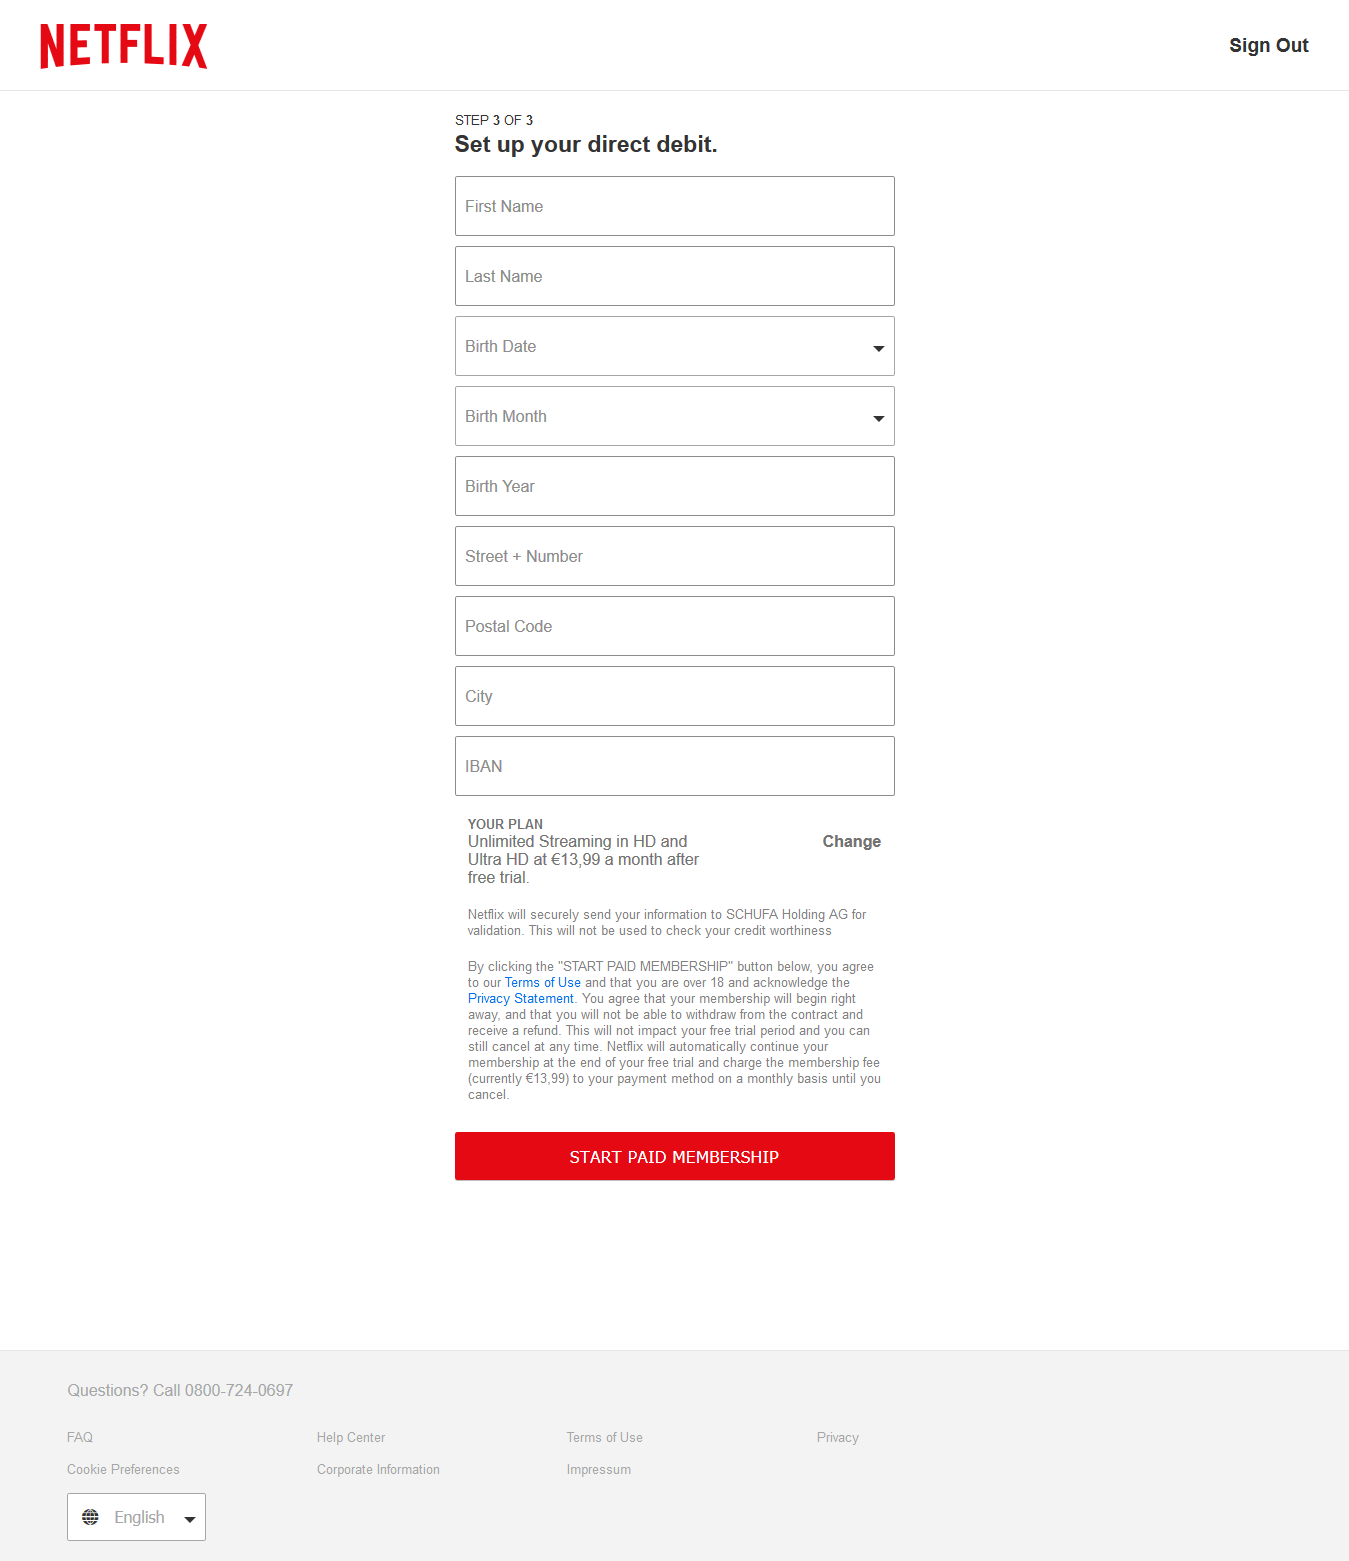 NETFLIX
Sign Out
STEP 3 OF 3
Set up your direct debit.
First Name
Last Name
Birth Date
Birth Month
Birth Year
Street + Number
Postal Code
City
IBAN
YOUR PLAN
Unlimited Streaming in HD and
Change
Ultra HD at €13,99 a month after
free trial.
Netflix will securely send your information to SCHUFA Holding AG for
validation. This will not be used to check your credit worthiness
By clicking the "START PAID MEMBERSHIP" button below, you agree
to our Terms of Use and that you are over 18 and acknowledge the
Privacy Statement. You agree that your membership will begin right
away, and that you will not be able to withdraw from the contract and
receive a refund. This will not impact your free trial period and you can
still cancel at any time. Netflix will automatically continue your
membership at the end of your free trial and charge the membership fee
(currently €13,99) to your payment method on a monthly basis until you
cancel.
START PAID MEMBERSHIP
Questions? Call 0800-724-0697
FAQ
Help Center
Terms of Use
Privacy
Cookie Preferences
Corporate Information
Impressum
English